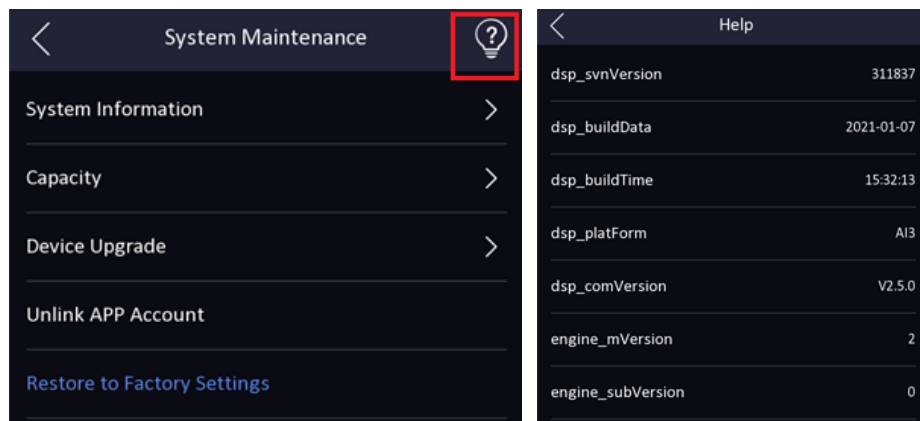 System Maintenance
System Information
Capacity
Device Upgrade
Unlink APP Account
Restore to Factory Settings
Help
dsp_svnVersion 311837
dsp_buildData 2021-01-07
dsp_buildTime 15:32:13
dsp_platForm AI3
dsp_comVersion V2.5.0
engine_mVersion 2
engine_subVersion 0